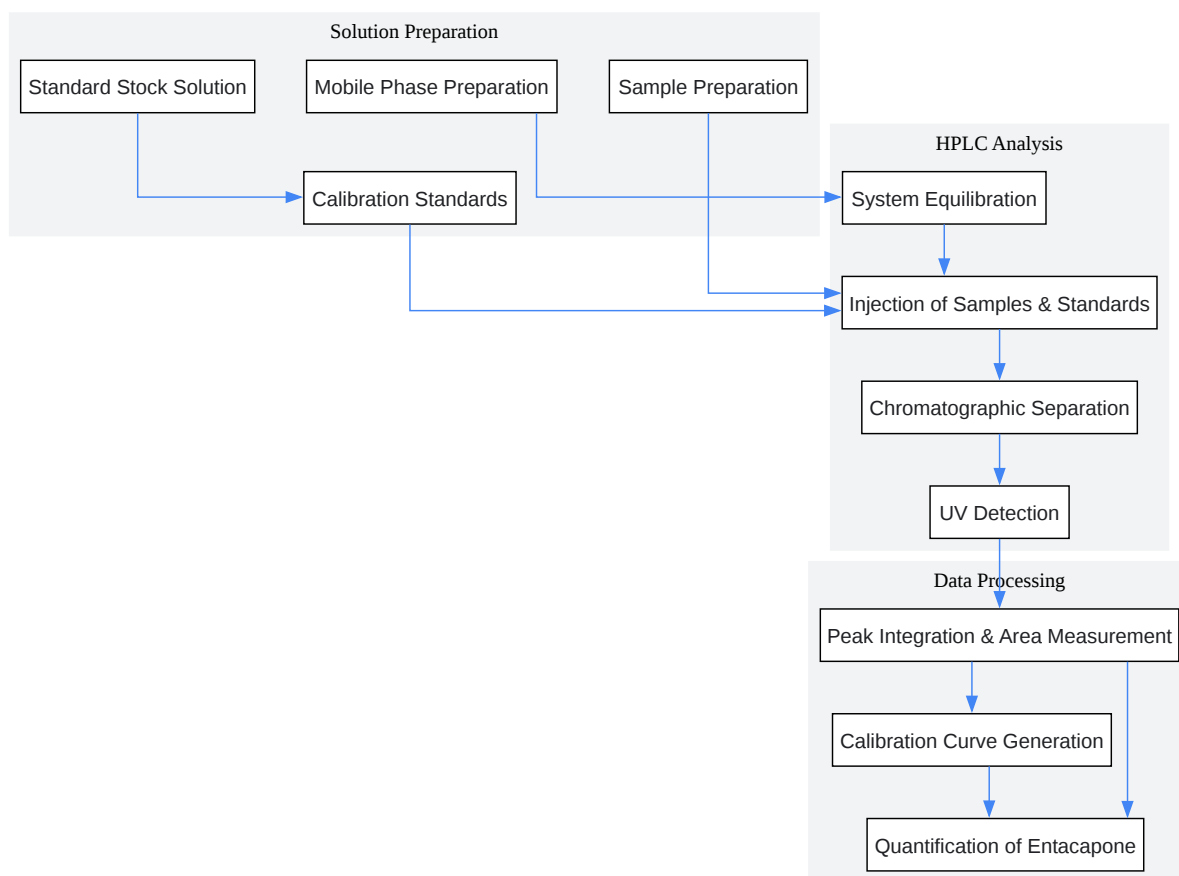 Solution Preparation
Standard Stock Solution
Mobile Phase Preparation
Sample Preparation
Calibration Standards
HPLC Analysis
System Equilibration
Injection of Samples & Standards
Chromatographic Separation
UV Detection
Data Processing
Peak Integration & Area Measurement
Calibration Curve Generation
Quantification of Entacapone